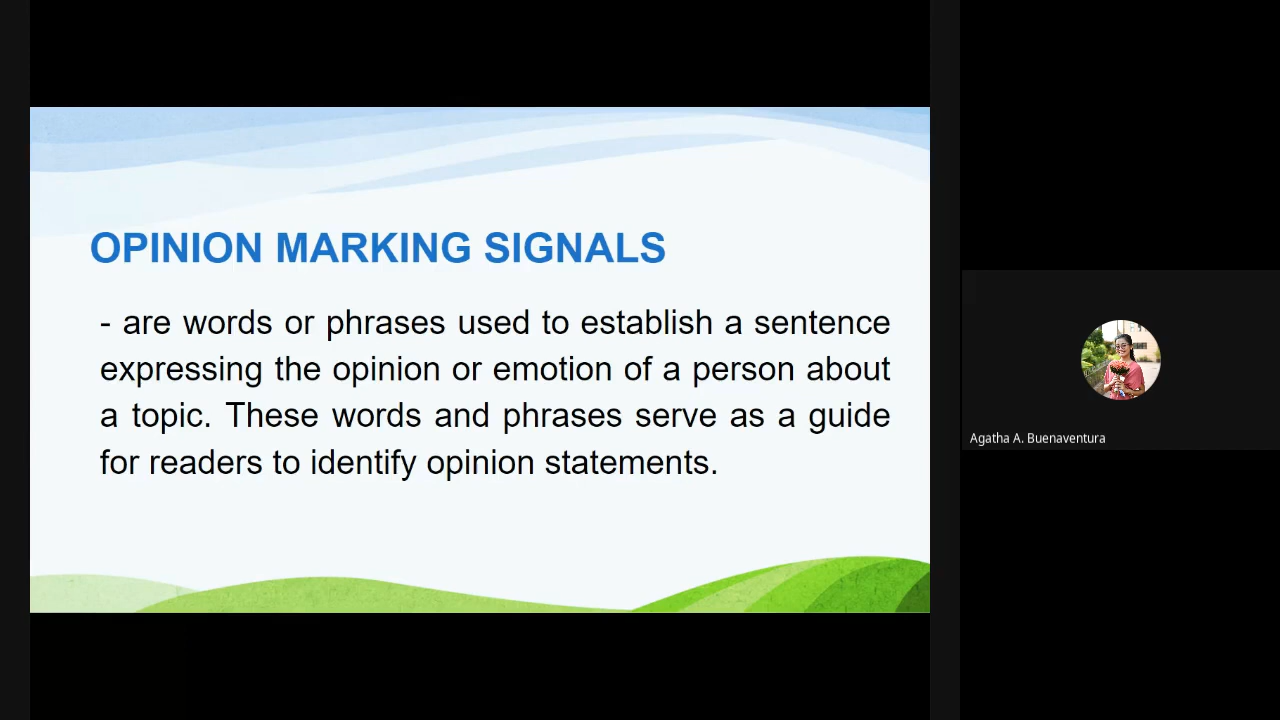 OPINION MARKING SIGNALS
- are words or phrases used to establish a sentence
expressing the opinion or emotion of a person about
a topic. These words and phrases serve as a guide
for readers to identify opinion statements.
Agatha A. Buenaventura